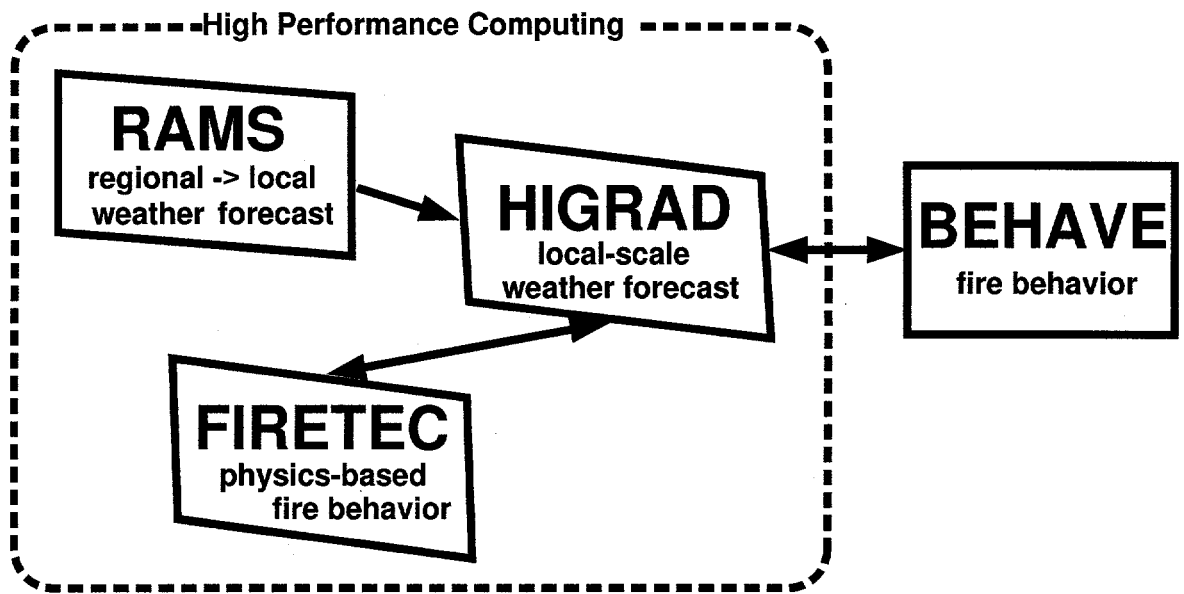 High Performance Computing
RAMS
regional -> local
weather forecast
HIGRAD
local-scale
weather forecast
BEHAVE
fire behavior
FIRETEC
physics-based
fire behavior